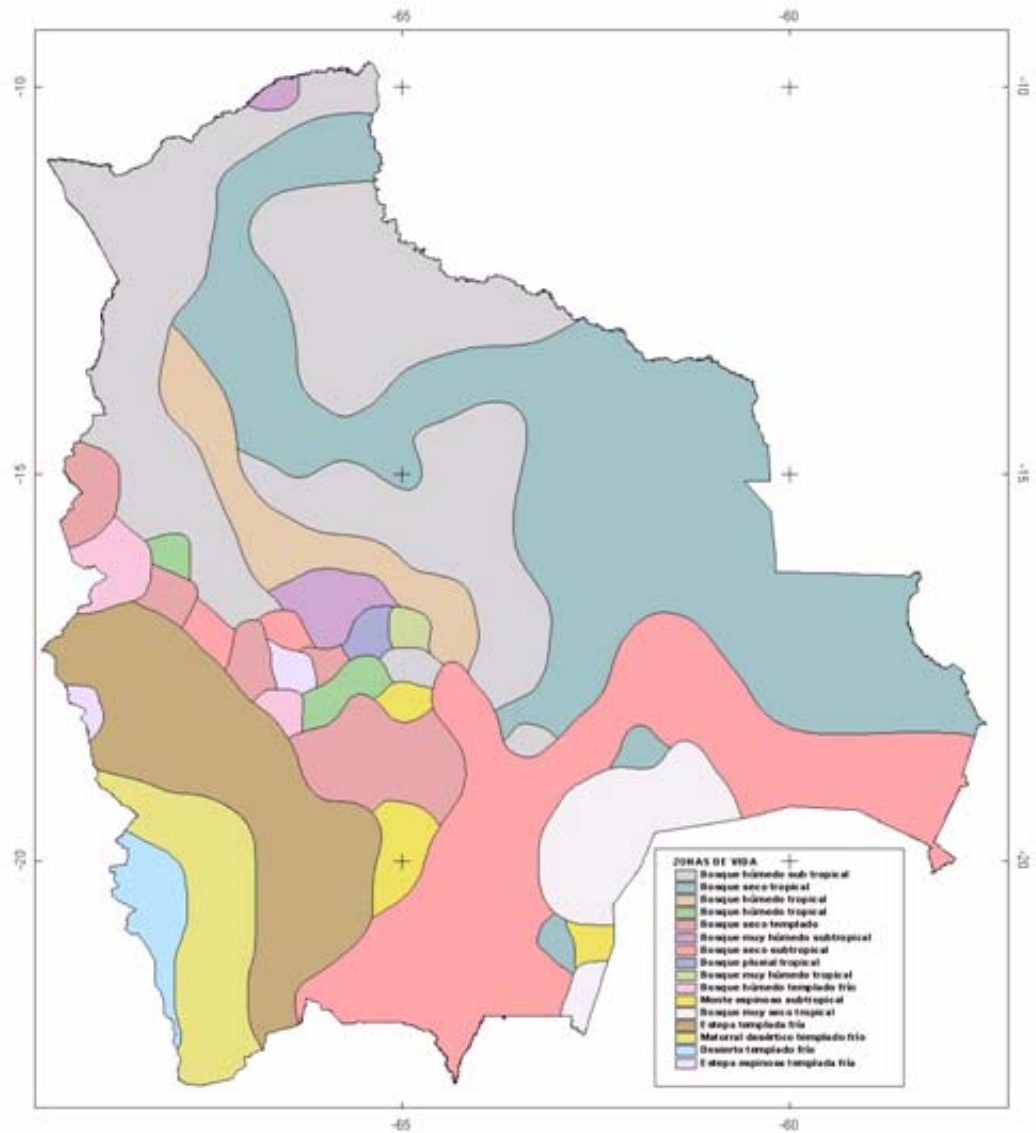 -65
-60
-10
-10
-15
-15
-20
-20
ZONAS DE VIDA
Bosque húmedo sub tropical
Bosque seco tropical
Bosque húmedo tropical
Bosque húmedo tropical
Bosque seco templado
Bosque muy húmedo subtropical
Bosque seco subtropical
Bosque pluvial tropical
Bosque muy húmedo tropical
Bosque húmedo templado frío
Monte espinoso subtropical
Bosque muy seco tropical
Estepa templada fría
Matorral desértico templado frío
Desierto templado frío
Estepa espinosa templada fría
-65
-60